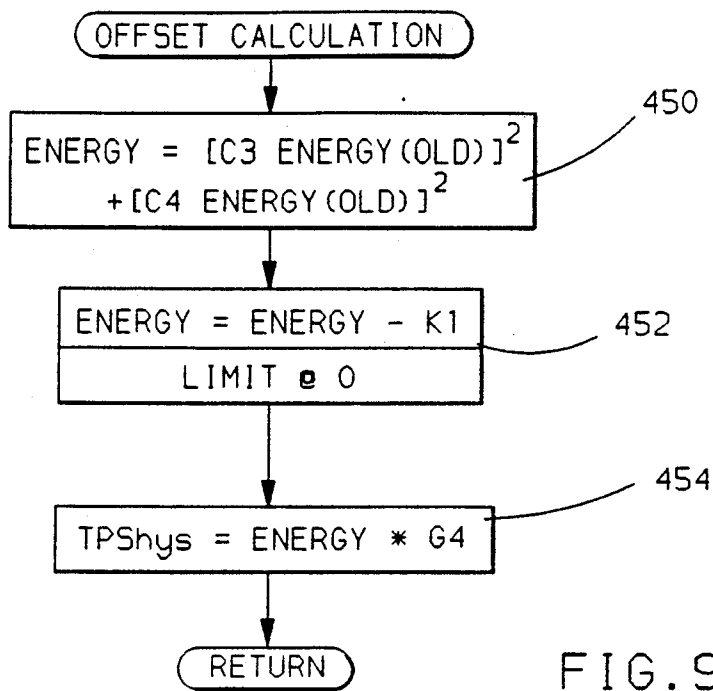 OFFSET CALCULATION
450
ENERGY = [C3 ENERGY(OLD)]²
+[C4 ENERGY(OLD)]²
ENERGY = ENERGY - K1
452
LIMIT @ 0
454
TPShys = ENERGY * G4
RETURN
FIG.9